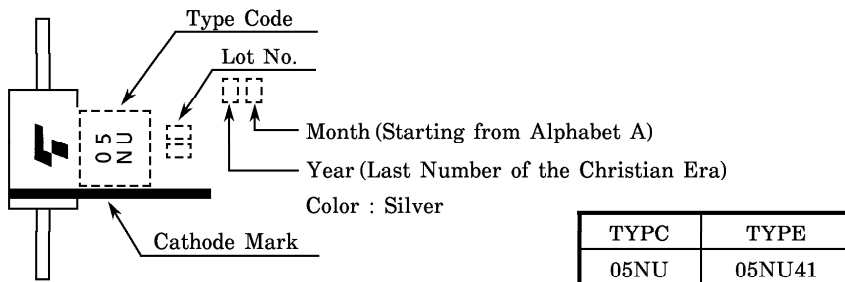 Type Code
Lot No.
05
NU
Month (Starting from Alphabet A)
Year (Last Number of the Christian Era)
Color : Silver
Cathode Mark
TYPC TYPE
05NU 05NU41